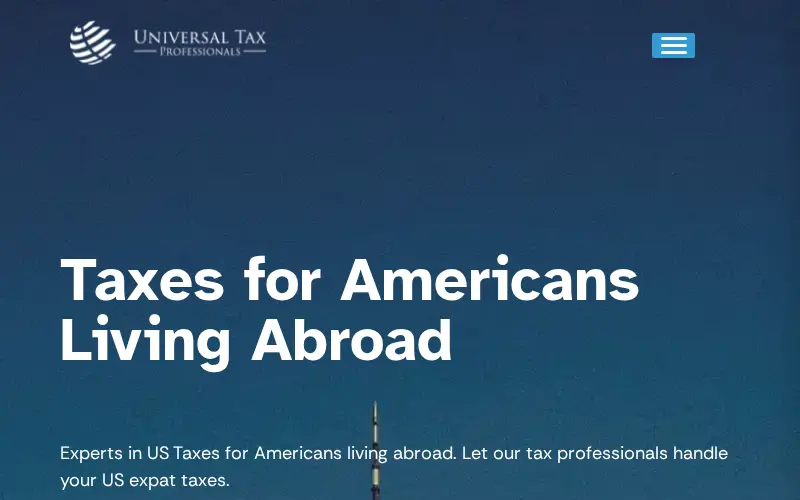 UNIVERSAL TAX
PROFESSIONALS
Taxes for Americans
Living Abroad
Experts in US Taxes for Americans living abroad. Let our tax professionals handle
your US expat taxes.